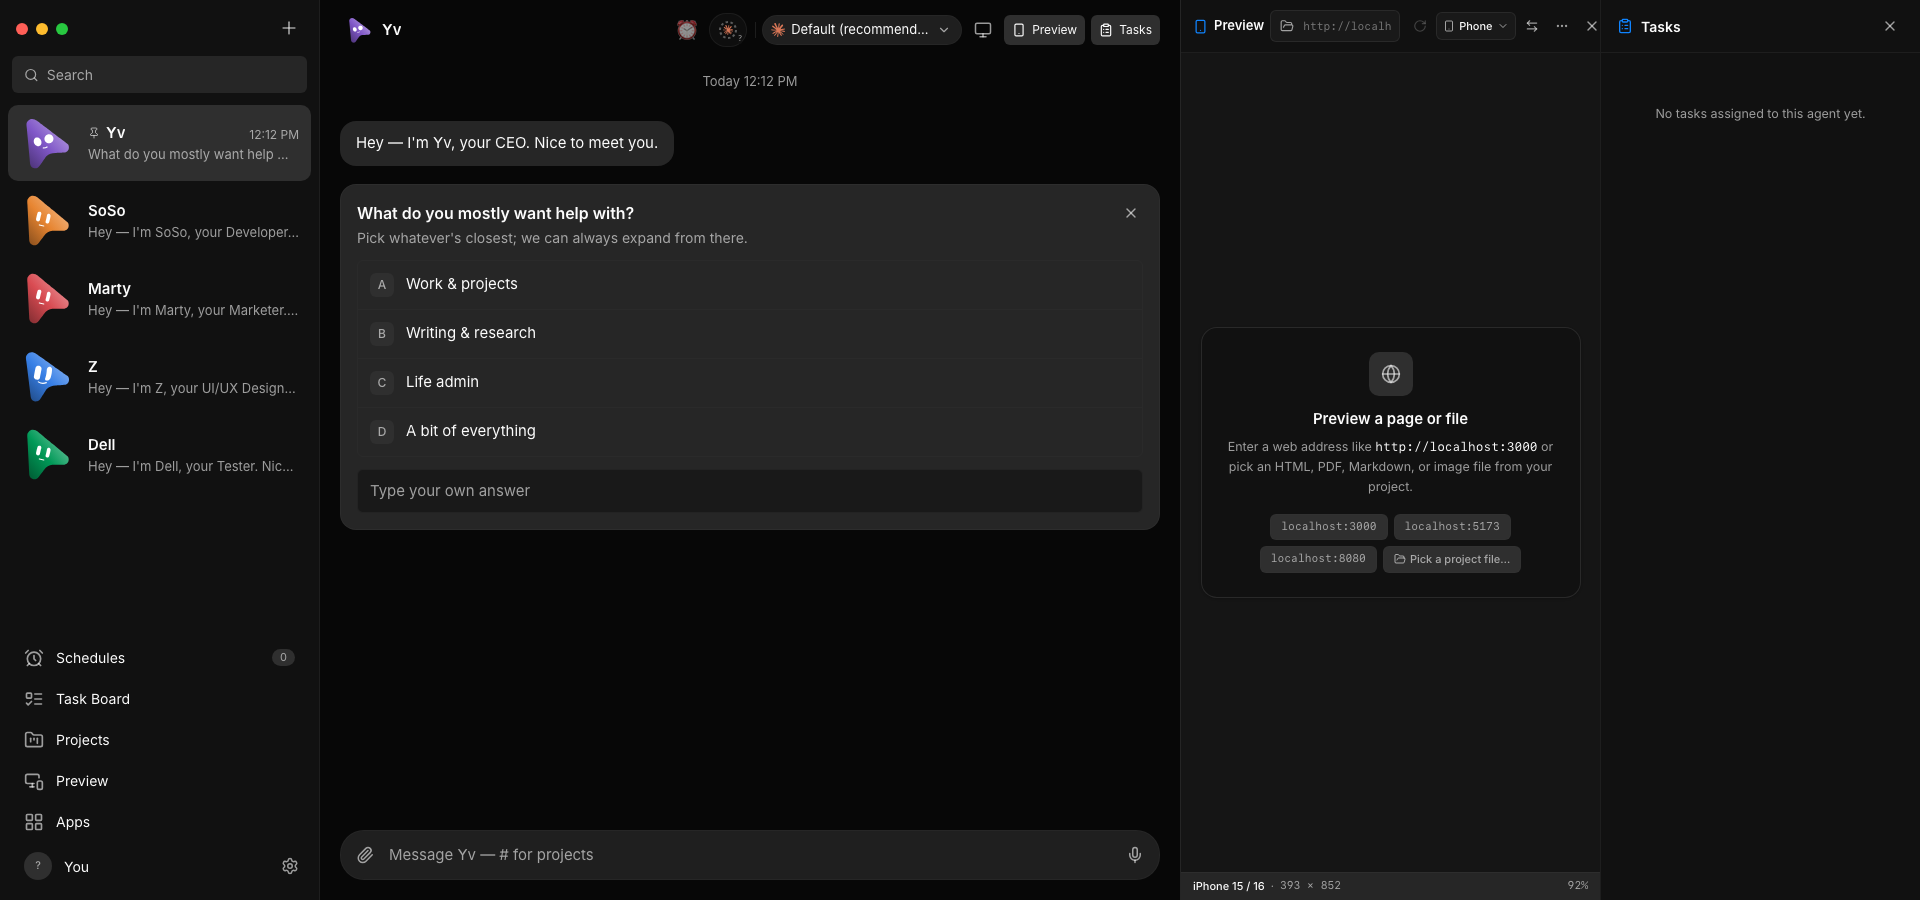 Search
Yv
12:12 PM
What do you mostly want help ...
SoSo
Hey — I'm SoSo, your Developer...
Marty
Hey — I'm Marty, your Marketer....
Z
Hey — I'm Z, your UI/UX Design...
Dell
Hey — I'm Dell, your Tester. Nic...
Schedules
0
Task Board
Projects
Preview
Apps
?
You
Yv
Default (recommend...
Preview
Tasks
Today 12:12 PM
Hey — I'm Yv, your CEO. Nice to meet you.
What do you mostly want help with?
Pick whatever's closest; we can always expand from there.
A Work & projects
B Writing & research
C Life admin
D A bit of everything
Type your own answer
Message Yv — # for projects
Preview
http://localh
Phone
Preview a page or file
Enter a web address like http://localhost:3000 or
pick an HTML, PDF, Markdown, or image file from your
project.
localhost:3000
localhost:5173
localhost:8080
Pick a project file...
iPhone 15 / 16 · 393 × 852
92%
Tasks
No tasks assigned to this agent yet.